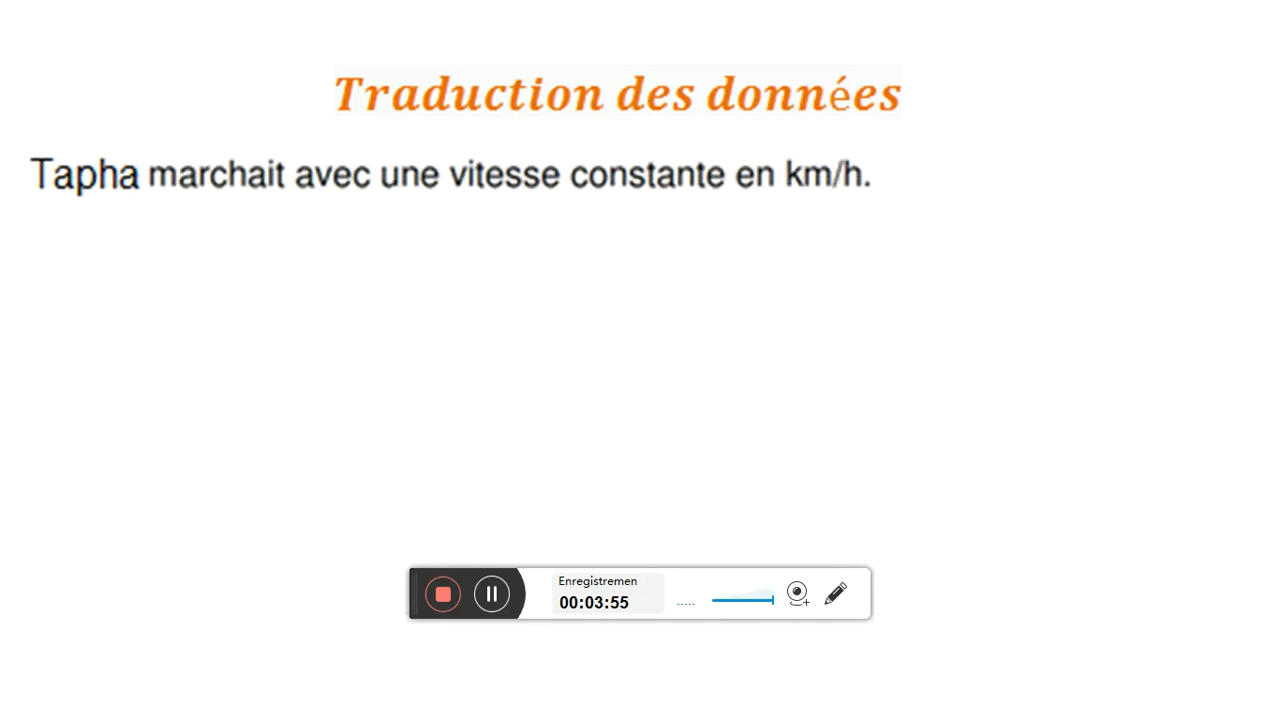 Traduction des données
Tapha marchait avec une vitesse constante en km/h.
Enregistremen
00:03:55